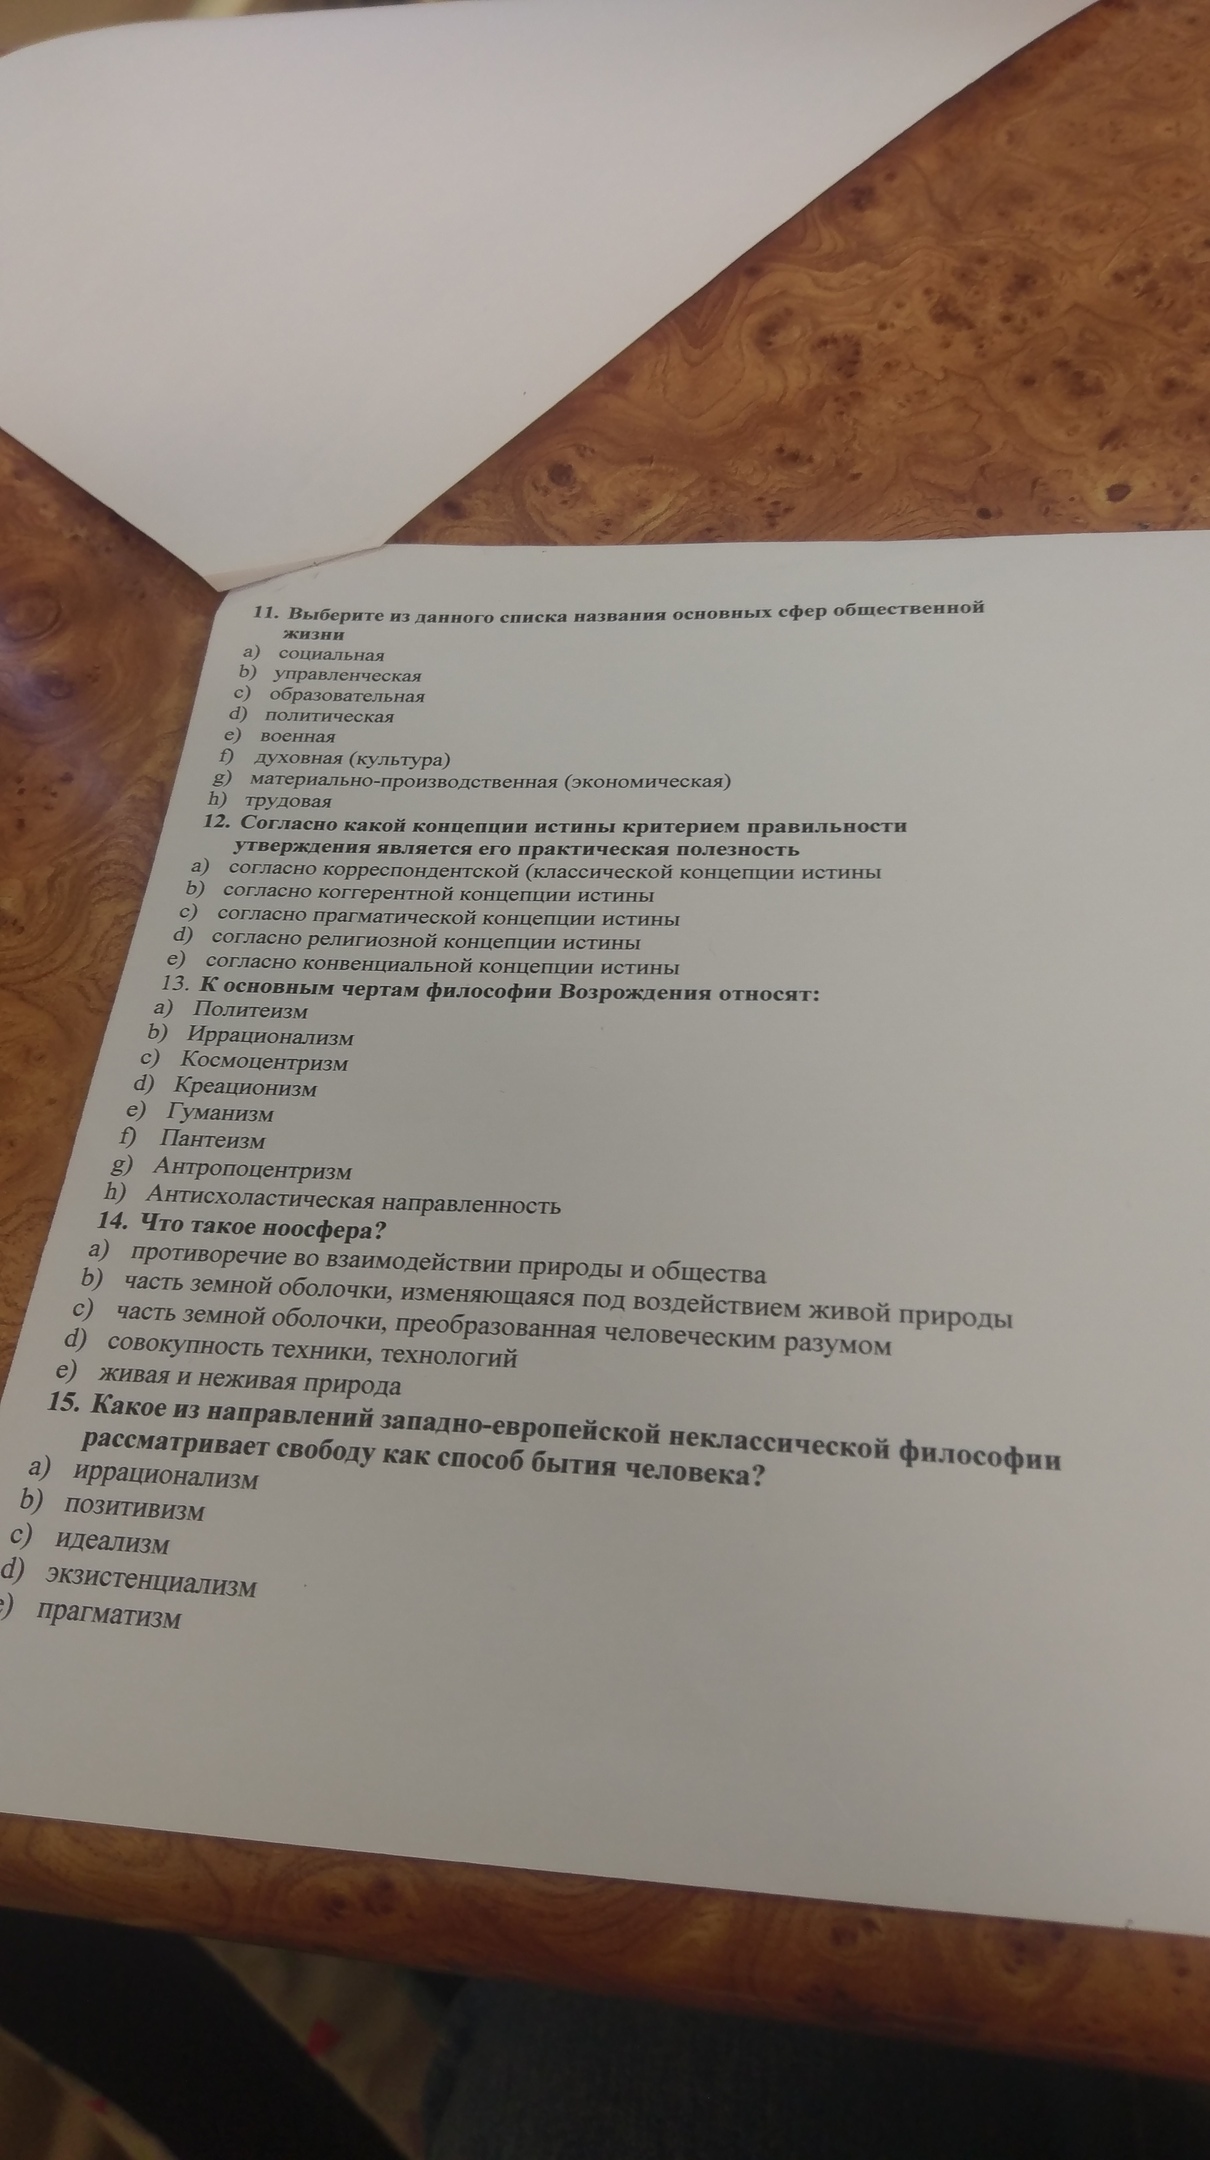 11. Выберите из данного списка названия основных сфер общественной
жизни
a) социальная
b) управленческая
c) образовательная
d) политическая
e) военная
f) духовная (культура)
g) материально-производственная (экономическая)
h) трудовая
12. Согласно какой концепции истины критерием правильности
утверждения является его практическая полезность
a) согласно корреспондентской (классической концепции истины
b) согласно коггерентной концепции истины
c) согласно прагматической концепции истины
d) согласно религиозной концепции истины
e) согласно конвенциальной концепции истины
13. К основным чертам философии Возрождения относят:
a) Политеизм
b) Иррационализм
c) Космоцентризм
d) Креационизм
e) Гуманизм
f) Пантеизм
g) Антропоцентризм
h) Антисхоластическая направленность
14. Что такое ноосфера?
a) противоречие во взаимодействии природы и общества
b) часть земной оболочки, изменяющаяся под воздействием живой природы
c) часть земной оболочки, преобразованная человеческим разумом
d) совокупность техники, технологий
e) живая и неживая природа
15. Какое из направлений западно-европейской неклассической философии
рассматривает свободу как способ бытия человека?
a) иррационализм
b) позитивизм
c) идеализм
d) экзистенциализм
e) прагматизм